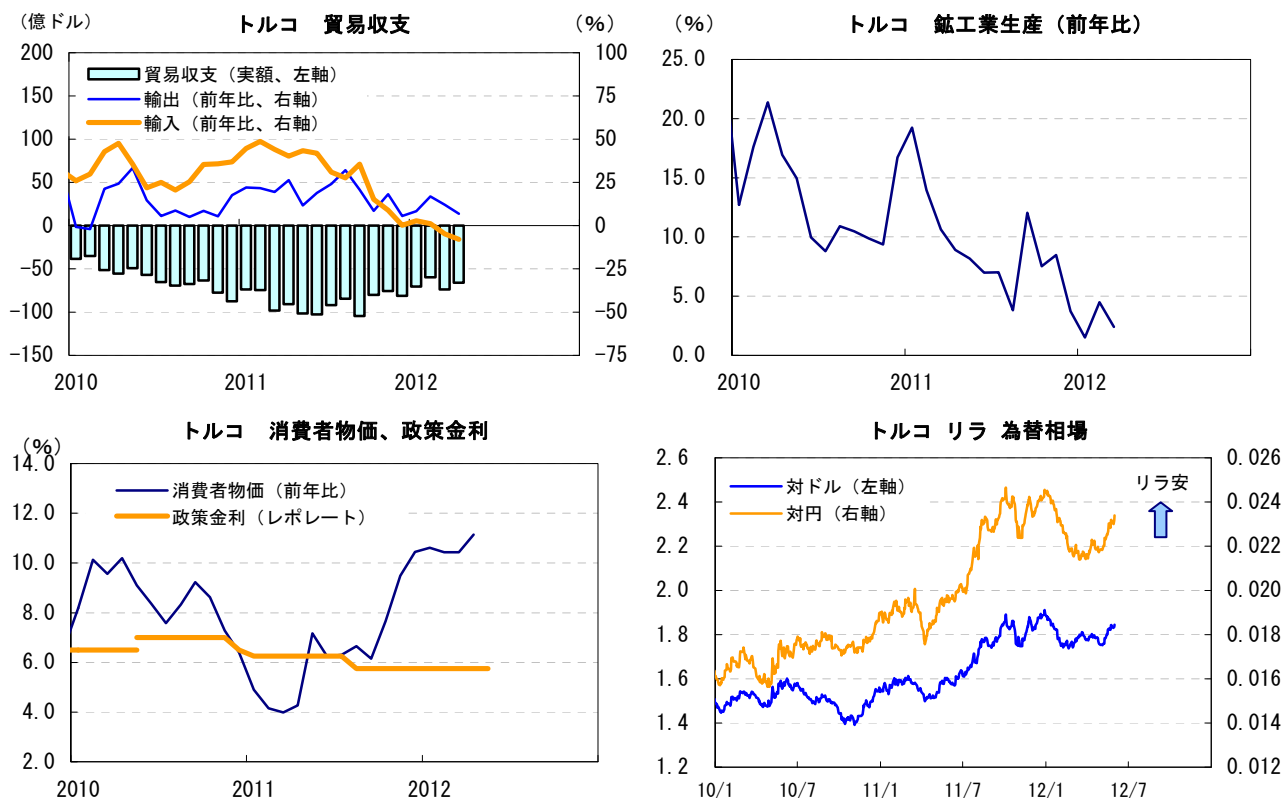 トルコ 貿易収支
(億ドル)
(%)
200
150
100
50
0
-50
-100
-150
100
75
50
25
0
-25
-50
-75
貿易収支(実額、左軸)
輸出(前年比、右軸)
輸入(前年比、右軸)
2010 2011 2012
トルコ 鉱工業生産(前年比)
(%)
25.0
20.0
15.0
10.0
5.0
0.0
2010 2011 2012
トルコ 消費者物価、政策金利
(%)
14.0
12.0
10.0
8.0
6.0
4.0
2.0
消費者物価(前年比)
政策金利(レポレート)
2010 2011 2012
トルコ リラ 為替相場
2.6
2.4
2.2
2.0
1.8
1.6
1.4
1.2
0.026
0.024
0.022
0.020
0.018
0.016
0.014
0.012
対ドル(左軸)
対円(右軸)
リラ安
10/1 10/7 11/1 11/7 12/1 12/7